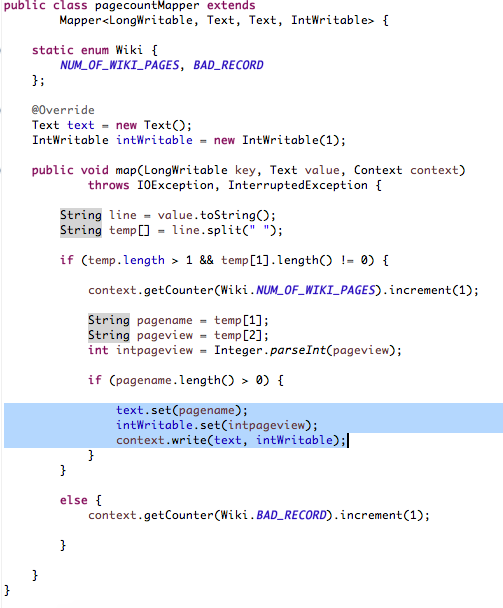 public class pagecountMapper extends
        Mapper<LongWritable, Text, Text, IntWritable> {

    static enum Wiki {
        NUM_OF_WIKI_PAGES, BAD_RECORD
    };

    @Override
    Text text = new Text();
    IntWritable intWritable = new IntWritable(1);

    public void map(LongWritable key, Text value, Context context)
            throws IOException, InterruptedException {

        String line = value.toString();
        String temp[] = line.split(" ");

        if (temp.length > 1 && temp[1].length() != 0) {

            context.getCounter(Wiki.NUM_OF_WIKI_PAGES).increment(1);

            String pagename = temp[1];
            String pageview = temp[2];
            int intpageview = Integer.parseInt(pageview);

            if (pagename.length() > 0) {

                text.set(pagename);
                intWritable.set(intpageview);
                context.write(text, intWritable);
            }
        }

        else {
            context.getCounter(Wiki.BAD_RECORD).increment(1);

        }

    }
}